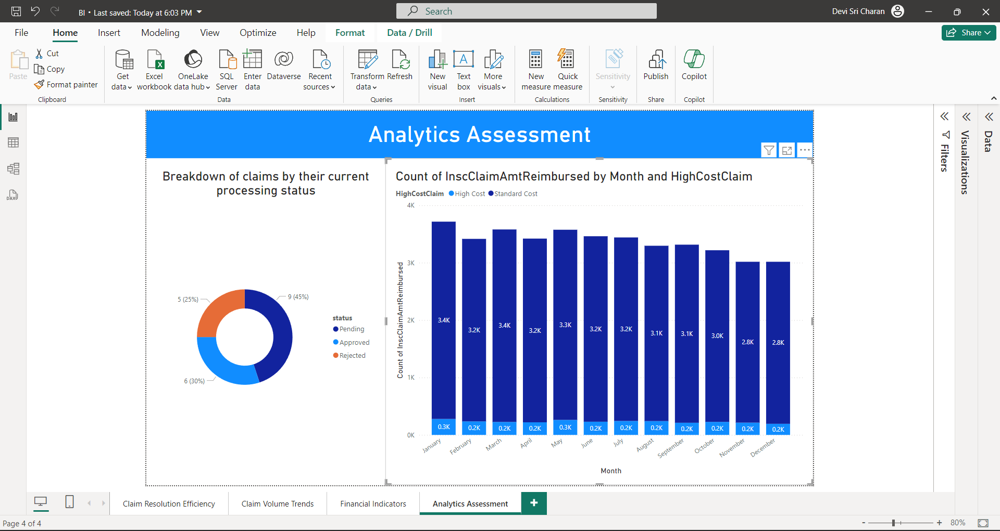 BI • Last saved: Today at 6:03 PM
Search
Devi Sri Charan
File
Home
Insert
Modeling
View
Optimize
Help
Format
Data / Drill
Share
Paste
Cut
Copy
Format painter
Clipboard
Get
data
Excel
workbook
OneLake
data hub
SQL
Server
Enter
data
Dataverse
Recent
sources
Data
Transform
data
Refresh
Queries
New
visual
Text
box
More
visuals
Insert
New
measure
Quick
measure
Calculations
Sensitivity
Sensitivity
Publish
Share
Copilot
Copilot
DAX
Analytics Assessment
Breakdown of claims by their current
processing status
5 (25%)
9 (45%)
6 (30%)
status
Pending
Approved
Rejected
Count of InscClaimAmtReimbursed by Month and HighCostClaim
HighCostClaim High Cost Standard Cost
Count of InscClaimAmtReimbursed
4K
3K
2K
1K
0K
3.4K
3.2K
3.4K
3.2K
3.3K
3.2K
3.2K
3.1K
3.1K
3.0K
2.8K
2.8K
0.3K
0.2K
0.2K
0.2K
0.3K
0.2K
0.2K
0.2K
0.2K
0.2K
0.2K
0.2K
January
February
March
April
May
June
July
August
September
October
November
December
Month
Filters
Visualizations
Data
Claim Resolution Efficiency
Claim Volume Trends
Financial Indicators
Analytics Assessment
Page 4 of 4
80%